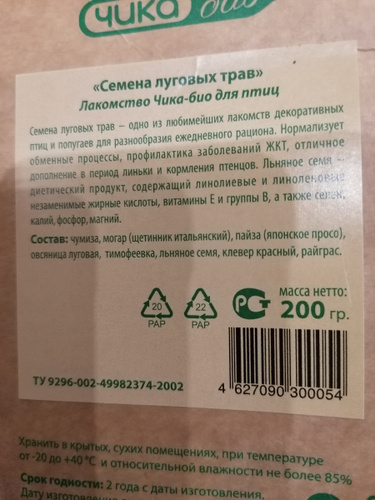 чика био
«Семена луговых трав»
Лакомство Чика-био для птиц
Семена луговых трав – одно из любимейших лакомств декоративных
птиц и попугаев для разнообразия ежедневного рациона. Нормализует
обменные процессы, профилактика заболеваний ЖКТ, отличное
дополнение в период линьки и кормления птенцов. Льняное семя –
диетический продукт, содержащий линолиевые и линоленовые
незаменимые жирные кислоты, витамины Е и группы В, а также селен,
калий, фосфор, магний.
Состав: чумиза, могар (щетинник итальянский), пайза (японское просо),
овсяница луговая, тимофеевка, льняное семя, клевер красный, райграс.
20
PAP
22
PAP
РСТ
масса нетто:
200 гр.
ТУ 9296-002-49982374-2002
4 627090 300054
Хранить в крытых, сухих помещениях, при температуре
от -20 до +40 °С и относительной влажности не более 85%
Срок годности: 2 года с даты изготовления.
Дату изготовления